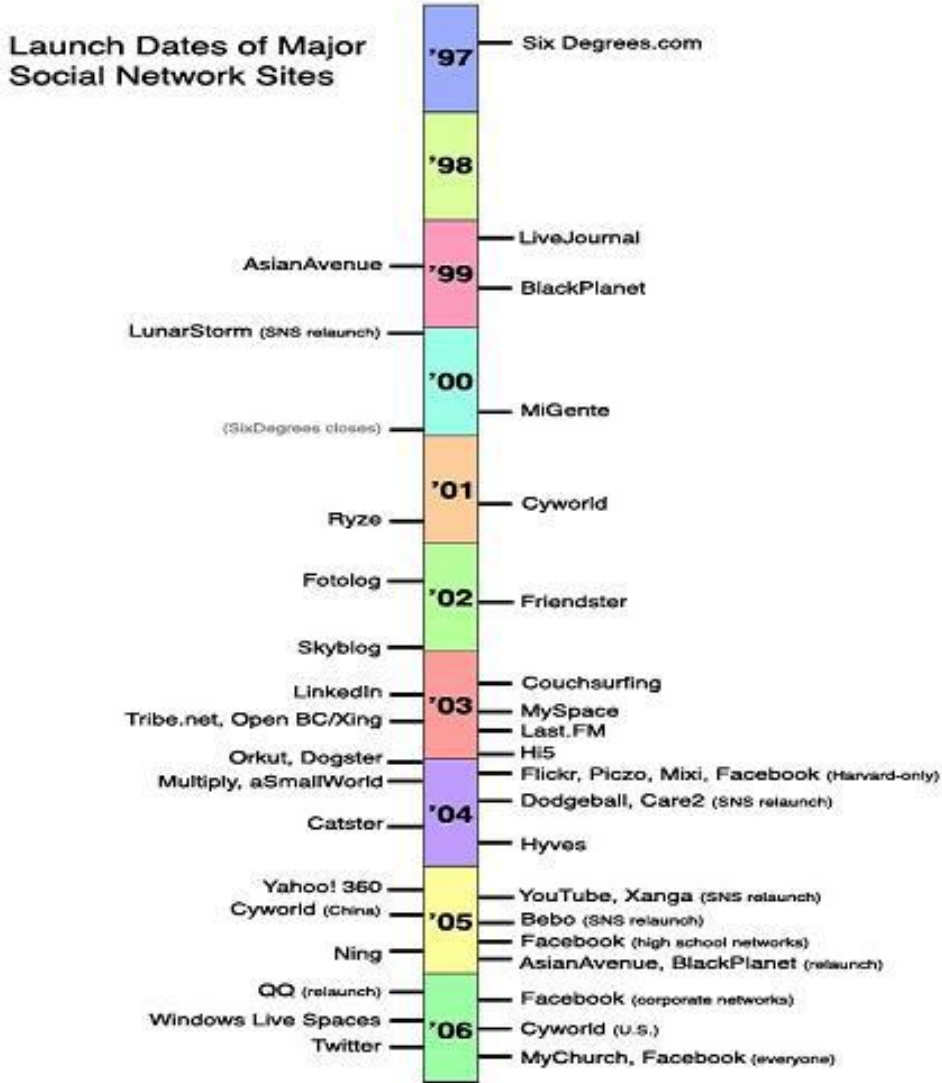 Launch Dates of Major
Social Network Sites
'97
Six Degrees.com
'98
LiveJournal
AsianAvenue
'99
BlackPlanet
LunarStorm (SNS relaunch)
'00
MiGente
(SixDegrees closes)
'01
Cyworld
Ryze
Fotolog
'02
Friendster
Skyblog
Couchsurfing
LinkedIn
'03
MySpace
Tribe.net, Open BC/Xing
Last.FM
Hi5
Orkut, Dogster
Flickr, Piczo, Mixi, Facebook (Harvard-only)
Multiply, aSmallWorld
Dodgeball, Care2 (SNS relaunch)
'04
Catster
Hyves
Yahoo! 360
YouTube, Xanga (SNS relaunch)
Cyworld (China)
'05
Bebo (SNS relaunch)
Facebook (high school networks)
Ning
AsianAvenue, BlackPlanet (relaunch)
QQ (relaunch)
Facebook (corporate networks)
Windows Live Spaces
'06
Cyworld (U.S.)
Twitter
MyChurch, Facebook (everyone)